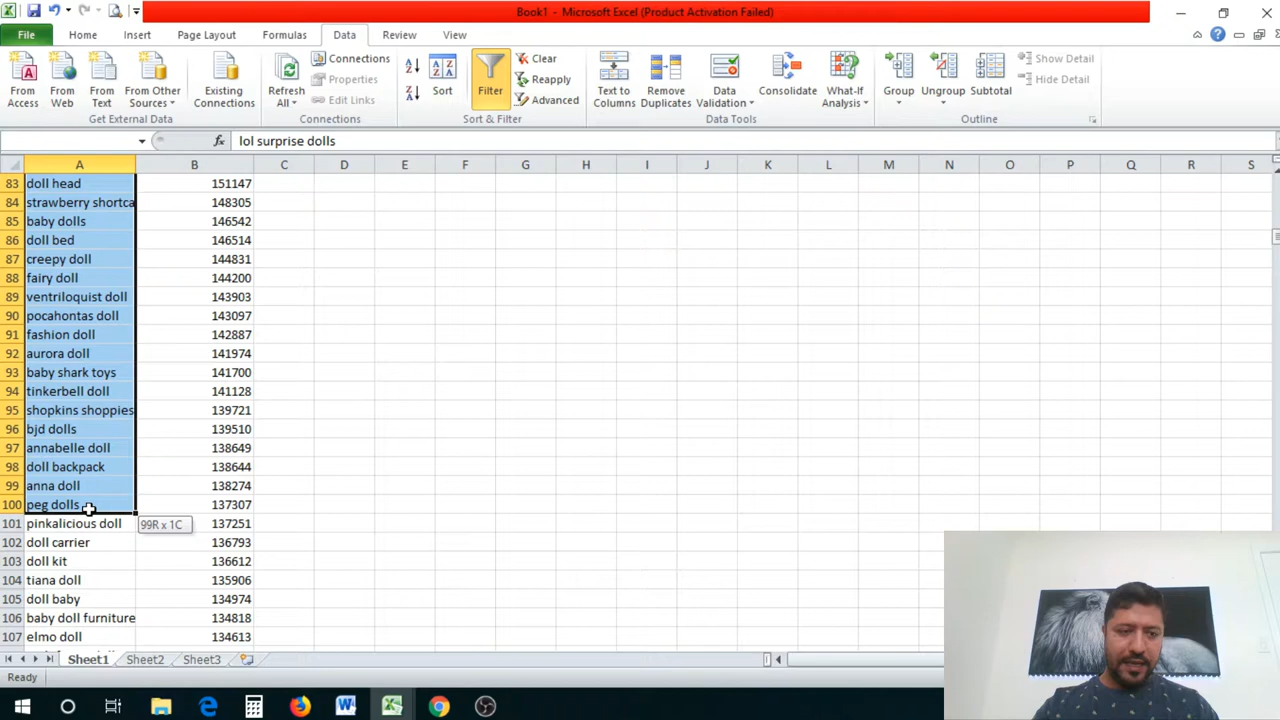 Book1 - Microsoft Excel (Product Activation Failed)
File Home Insert Page Layout Formulas Data Review View
From Access
From Web
From Text
From Other Sources
Existing Connections
Get External Data
Refresh All
Connections
Properties
Edit Links
Connections
Sort
Filter
Clear
Reapply
Advanced
Sort & Filter
Text to Columns
Remove Duplicates
Data Validation
Consolidate
What-If Analysis
Data Tools
Group
Ungroup
Subtotal
Show Detail
Hide Detail
Outline
fx lol surprise dolls
A B C D E F G H I J K L M N O P Q R S
83 doll head 151147
84 strawberry shortca 148305
85 baby dolls 146542
86 doll bed 146514
87 creepy doll 144831
88 fairy doll 144200
89 ventriloquist doll 143903
90 pocahontas doll 143097
91 fashion doll 142887
92 aurora doll 141974
93 baby shark toys 141700
94 tinkerbell doll 141128
95 shopkins shoppies 139721
96 bjd dolls 139510
97 annabelle doll 138649
98 doll backpack 138644
99 anna doll 138274
100 peg dolls 137307
101 pinkalicious doll 137251
99R x 1C
102 doll carrier 136793
103 doll kit 136612
104 tiana doll 135906
105 doll baby 134974
106 baby doll furniture 134818
107 elmo doll 134613
Sheet1 Sheet2 Sheet3
Ready